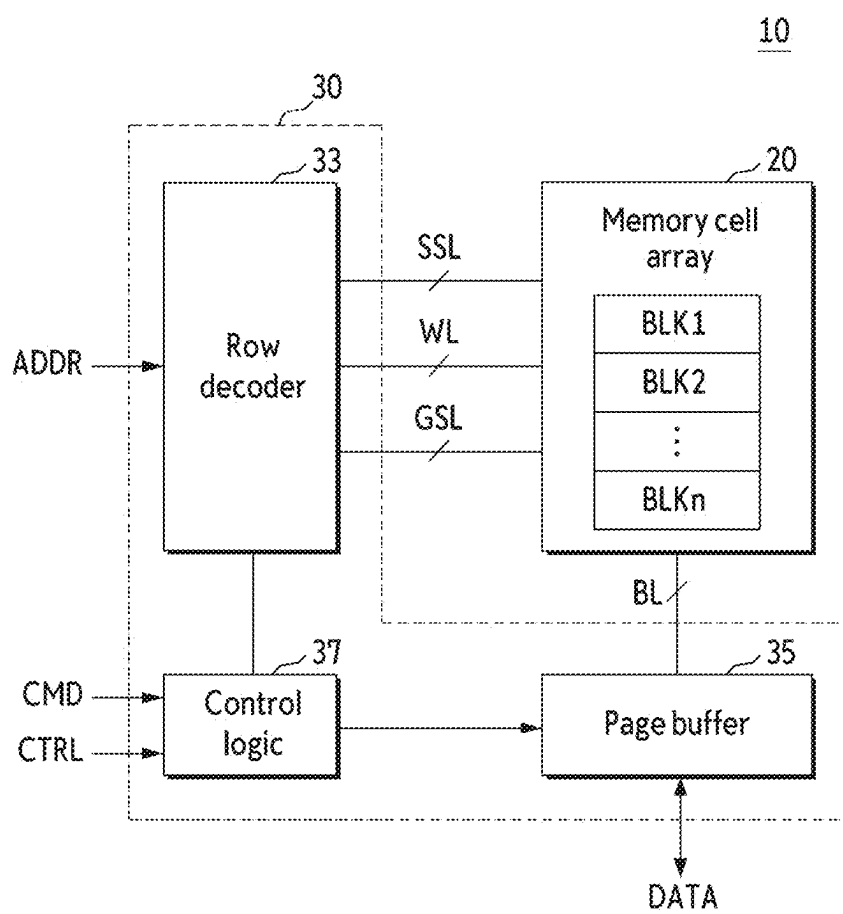 10
30
33
20
Memory cell
array
SSL
BLK1
WL
Row
decoder
ADDR
BLK2
GSL
⋮
BLKn
BL
37
35
CMD
Control
logic
Page buffer
CTRL
DATA